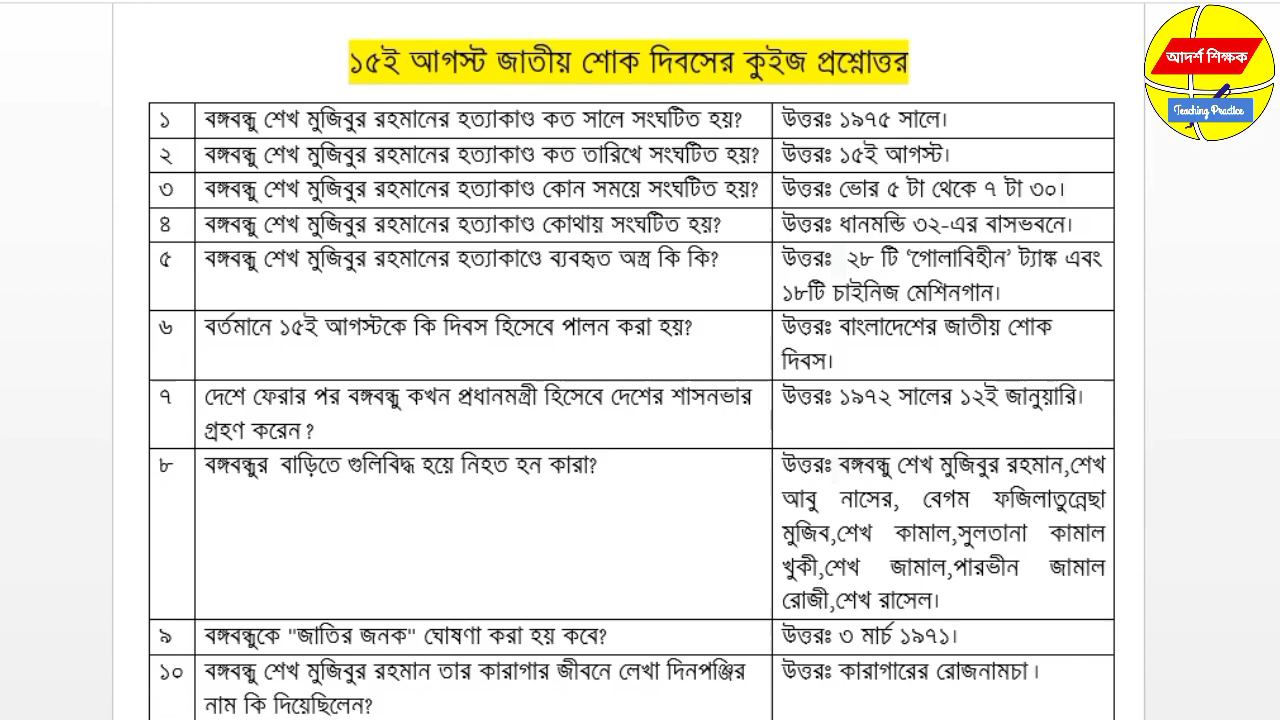 ১৫ই আগস্ট জাতীয় শোক দিবসের কুইজ প্রশ্নোত্তর
আদর্শ শিক্ষক
Teaching Practice
১ বঙ্গবন্ধু শেখ মুজিবুর রহমানের হত্যাকাণ্ড কত সালে সংঘটিত হয়? উত্তরঃ ১৯৭৫ সালে।
২ বঙ্গবন্ধু শেখ মুজিবুর রহমানের হত্যাকাণ্ড কত তারিখে সংঘটিত হয়? উত্তরঃ ১৫ই আগস্ট।
৩ বঙ্গবন্ধু শেখ মুজিবুর রহমানের হত্যাকাণ্ড কোন সময়ে সংঘটিত হয়? উত্তরঃ ভোর ৫ টা থেকে ৭ টা ৩০।
৪ বঙ্গবন্ধু শেখ মুজিবুর রহমানের হত্যাকাণ্ড কোথায় সংঘটিত হয়? উত্তরঃ ধানমন্ডি ৩২-এর বাসভবনে।
৫ বঙ্গবন্ধু শেখ মুজিবুর রহমানের হত্যাকাণ্ডে ব্যবহৃত অস্ত্র কি কি? উত্তরঃ ২৮ টি ‘গোলাবিহীন’ ট্যাঙ্ক এবং
১৮টি চাইনিজ মেশিনগান।
৬ বর্তমানে ১৫ই আগস্টকে কি দিবস হিসেবে পালন করা হয়? উত্তরঃ বাংলাদেশের জাতীয় শোক
দিবস।
৭ দেশে ফেরার পর বঙ্গবন্ধু কখন প্রধানমন্ত্রী হিসেবে দেশের শাসনভার উত্তরঃ ১৯৭২ সালের ১২ই জানুয়ারি।
গ্রহণ করেন ?
৮ বঙ্গবন্ধুর বাড়িতে গুলিবিদ্ধ হয়ে নিহত হন কারা? উত্তরঃ বঙ্গবন্ধু শেখ মুজিবুর রহমান,শেখ
আবু নাসের, বেগম ফজিলাতুন্নেছা
মুজিব,শেখ কামাল,সুলতানা কামাল
খুকী,শেখ জামাল,পারভীন জামাল
রোজী,শেখ রাসেল।
৯ বঙ্গবন্ধুকে "জাতির জনক" ঘোষণা করা হয় কবে? উত্তরঃ ৩ মার্চ ১৯৭১।
১০ বঙ্গবন্ধু শেখ মুজিবুর রহমান তার কারাগার জীবনে লেখা দিনপঞ্জির উত্তরঃ কারাগারের রোজনামচা ।
নাম কি দিয়েছিলেন?